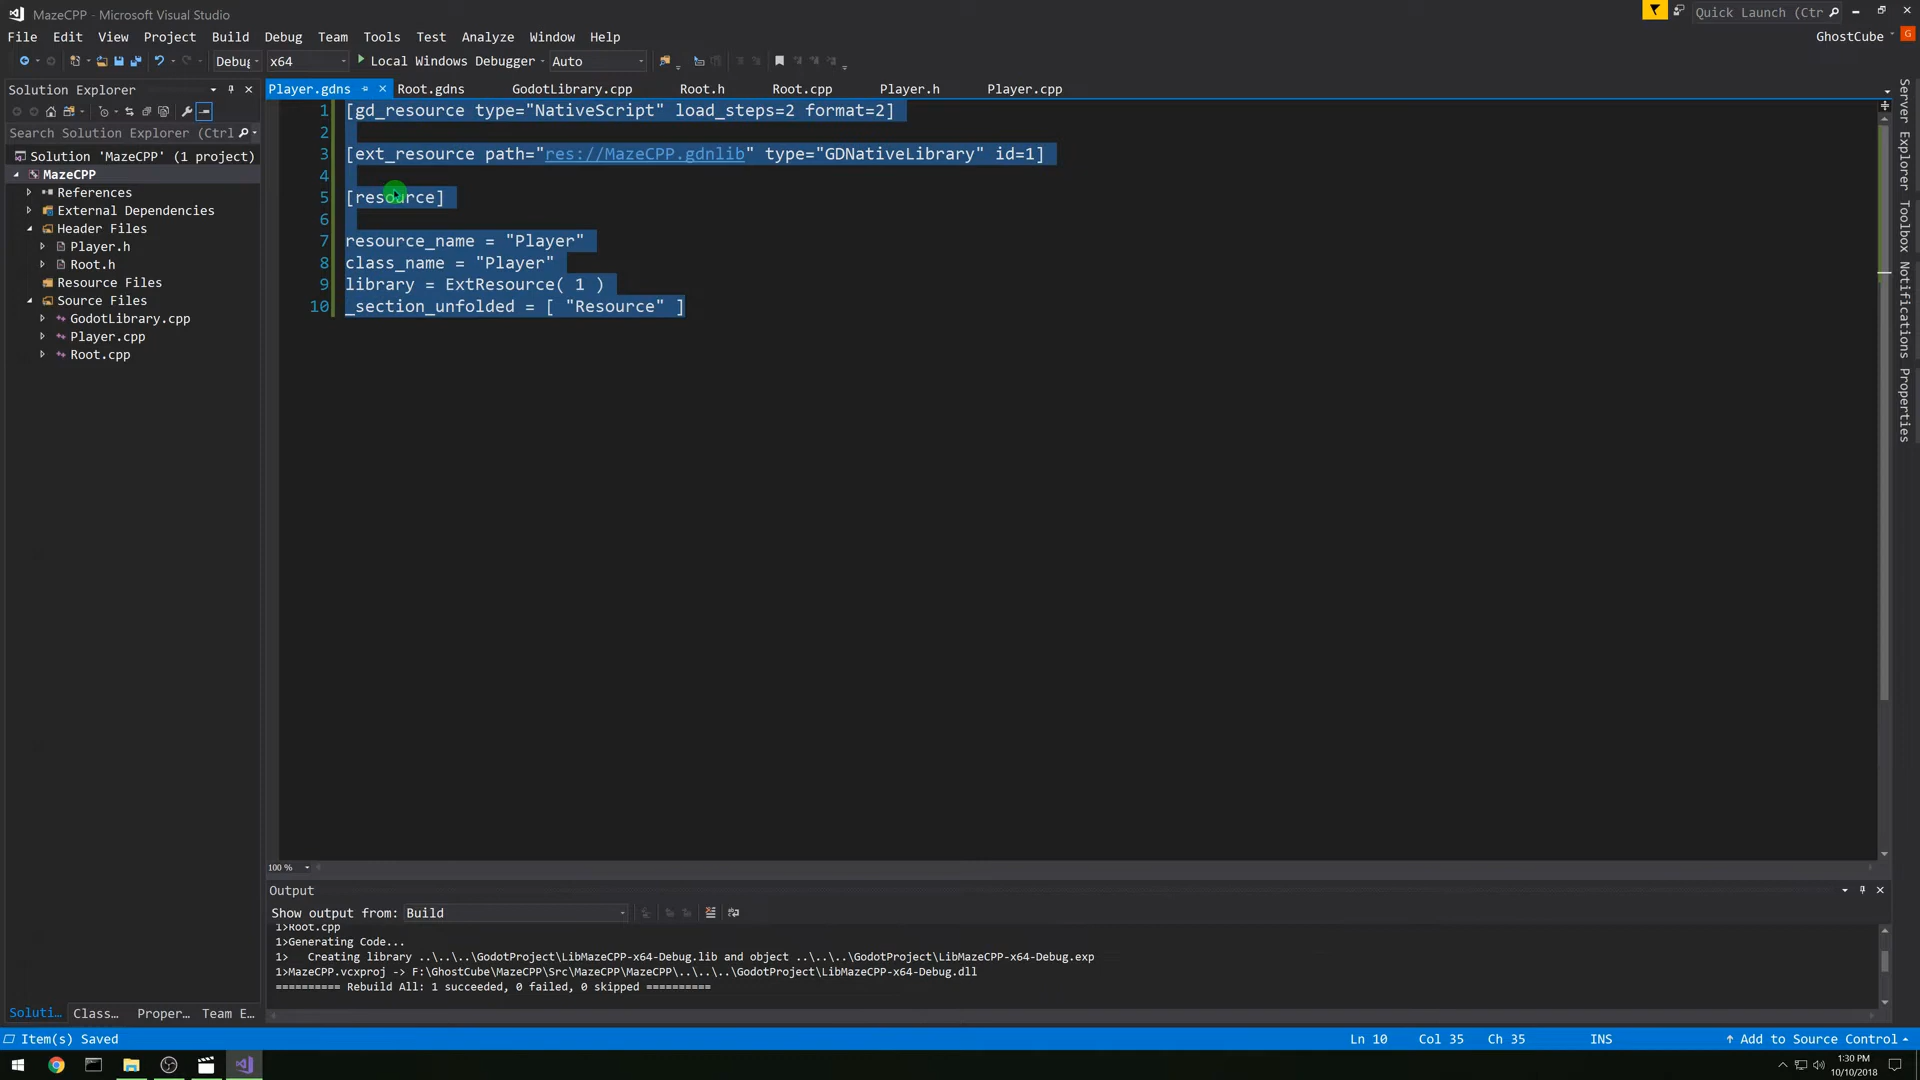 MazeCPP - Microsoft Visual Studio
Quick Launch (Ctr
File Edit View Project Build Debug Team Tools Test Analyze Window Help
GhostCube
G
Debug x64 Local Windows Debugger Auto
Solution Explorer
Player.gdns Root.gdns GodotLibrary.cpp Root.h Root.cpp Player.h Player.cpp
Search Solution Explorer (Ctrl
Solution 'MazeCPP' (1 project)
MazeCPP
References
External Dependencies
Header Files
Player.h
Root.h
Resource Files
Source Files
GodotLibrary.cpp
Player.cpp
Root.cpp
1 [gd_resource type="NativeScript" load_steps=2 format=2]
2
3 [ext_resource path="res://MazeCPP.gdnlib" type="GDNativeLibrary" id=1]
4
5 [resource]
6
7 resource_name = "Player"
8 class_name = "Player"
9 library = ExtResource( 1 )
10 _section_unfolded = [ "Resource" ]
Server Explorer
Toolbox
Notifications
Properties
100 %
Output
Show output from: Build
1>Root.cpp
1>Generating Code...
1> Creating library ..\..\..\GodotProject\LibMazeCPP-x64-Debug.lib and object ..\..\..\GodotProject\LibMazeCPP-x64-Debug.exp
1>MazeCPP.vcxproj -> F:\GhostCube\MazeCPP\Src\MazeCPP\MazeCPP\..\..\..\GodotProject\LibMazeCPP-x64-Debug.dll
========== Rebuild All: 1 succeeded, 0 failed, 0 skipped ==========
Soluti... Class... Proper... Team E...
Item(s) Saved
Ln 10 Col 35 Ch 35 INS
Add to Source Control
1:30 PM
10/10/2018